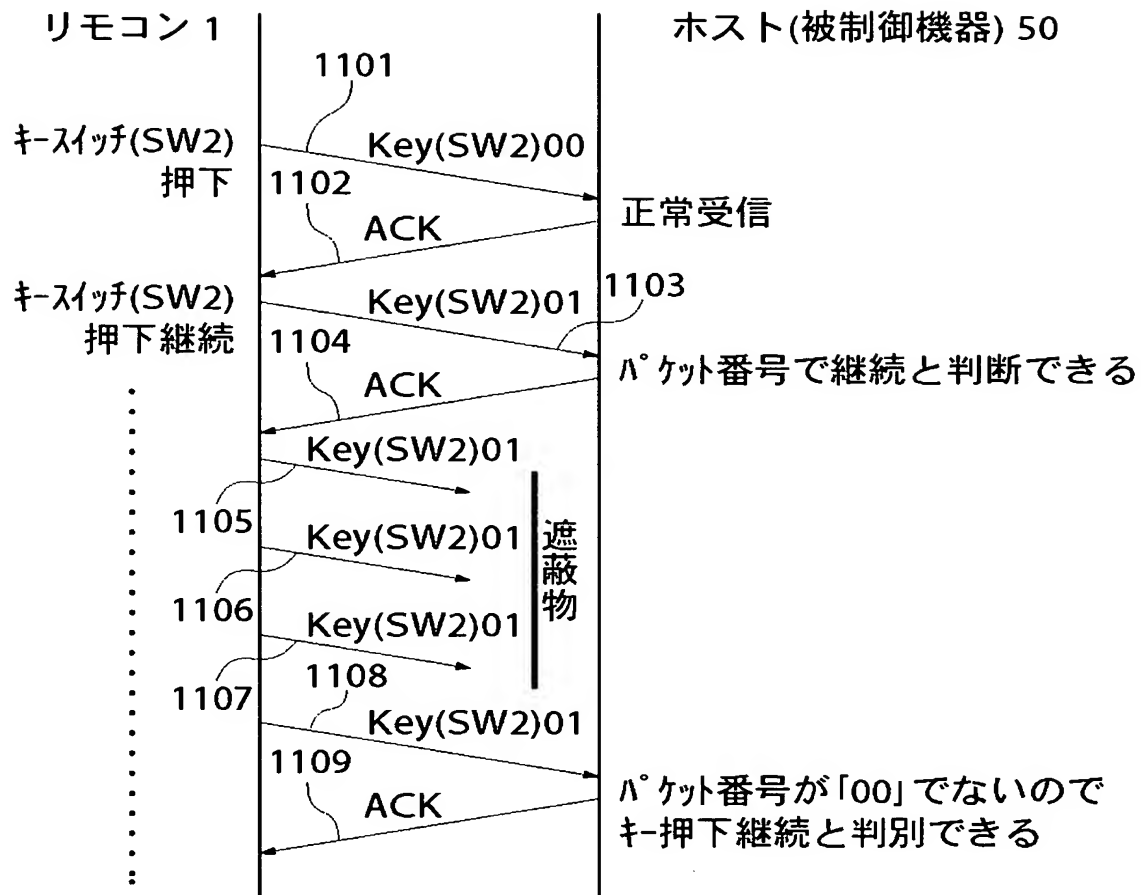 リモコン 1
ホスト(被制御機器) 50
1101
キースイッチ(SW2)
押下
Key(SW2)00
1102
正常受信
ACK
キースイッチ(SW2)
押下継続
Key(SW2)01
1103
1104
パケット番号で継続と判断できる
ACK
Key(SW2)01
1105
Key(SW2)01
遮蔽物
1106
Key(SW2)01
1107
1108
Key(SW2)01
1109
パケット番号が「00」でないので
キー押下継続と判別できる
ACK